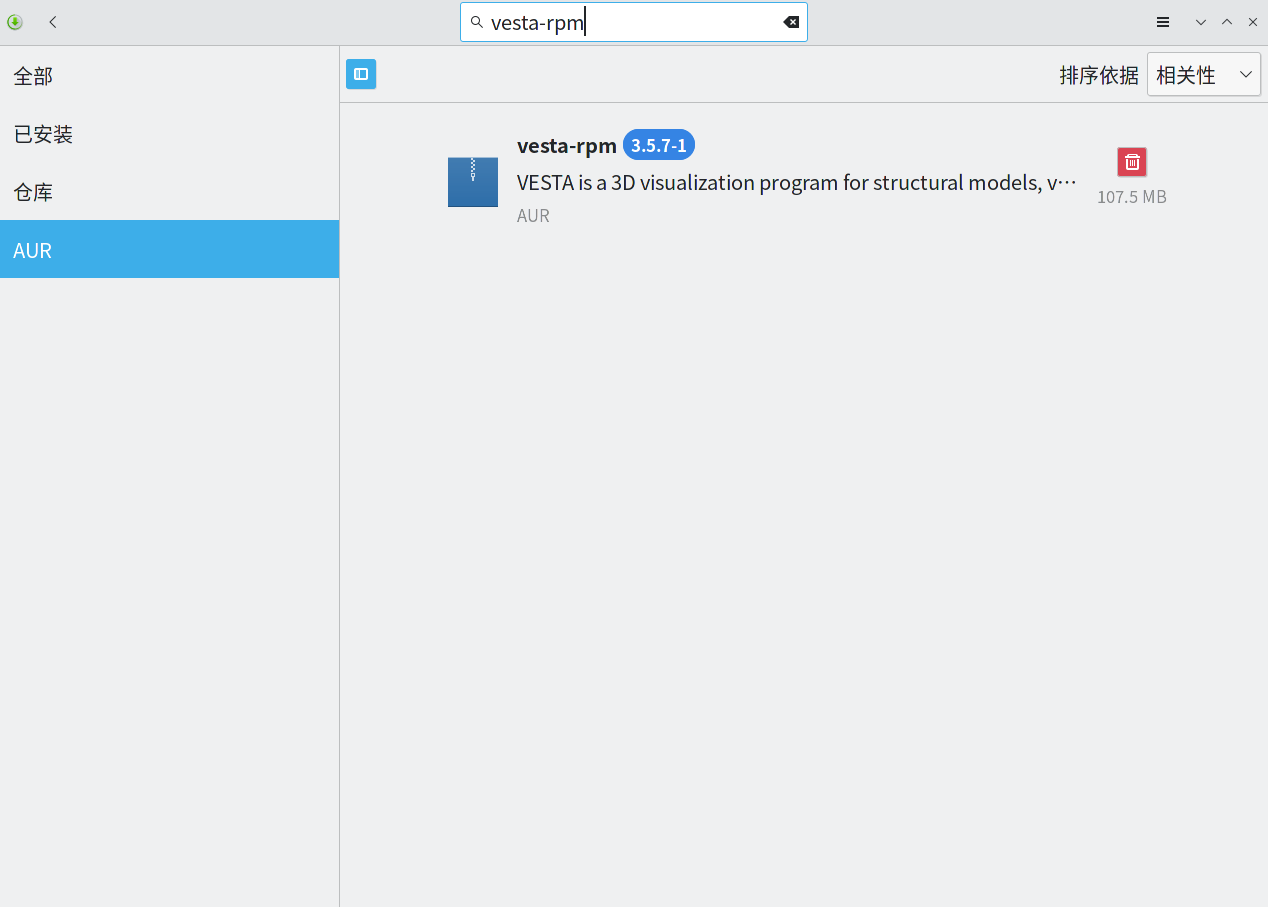 vesta-rpm
全部
已安装
仓库
AUR
排序依据 相关性
vesta-rpm 3.5.7-1
VESTA is a 3D visualization program for structural models, v…
AUR
107.5 MB